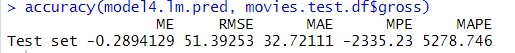 > accuracy(model4.lm.pred, movies.test.df$gross)
ME RMSE MAE MPE MAPE
Test set -0.2894129 51.39253 32.72111 -2335.23 5278.746